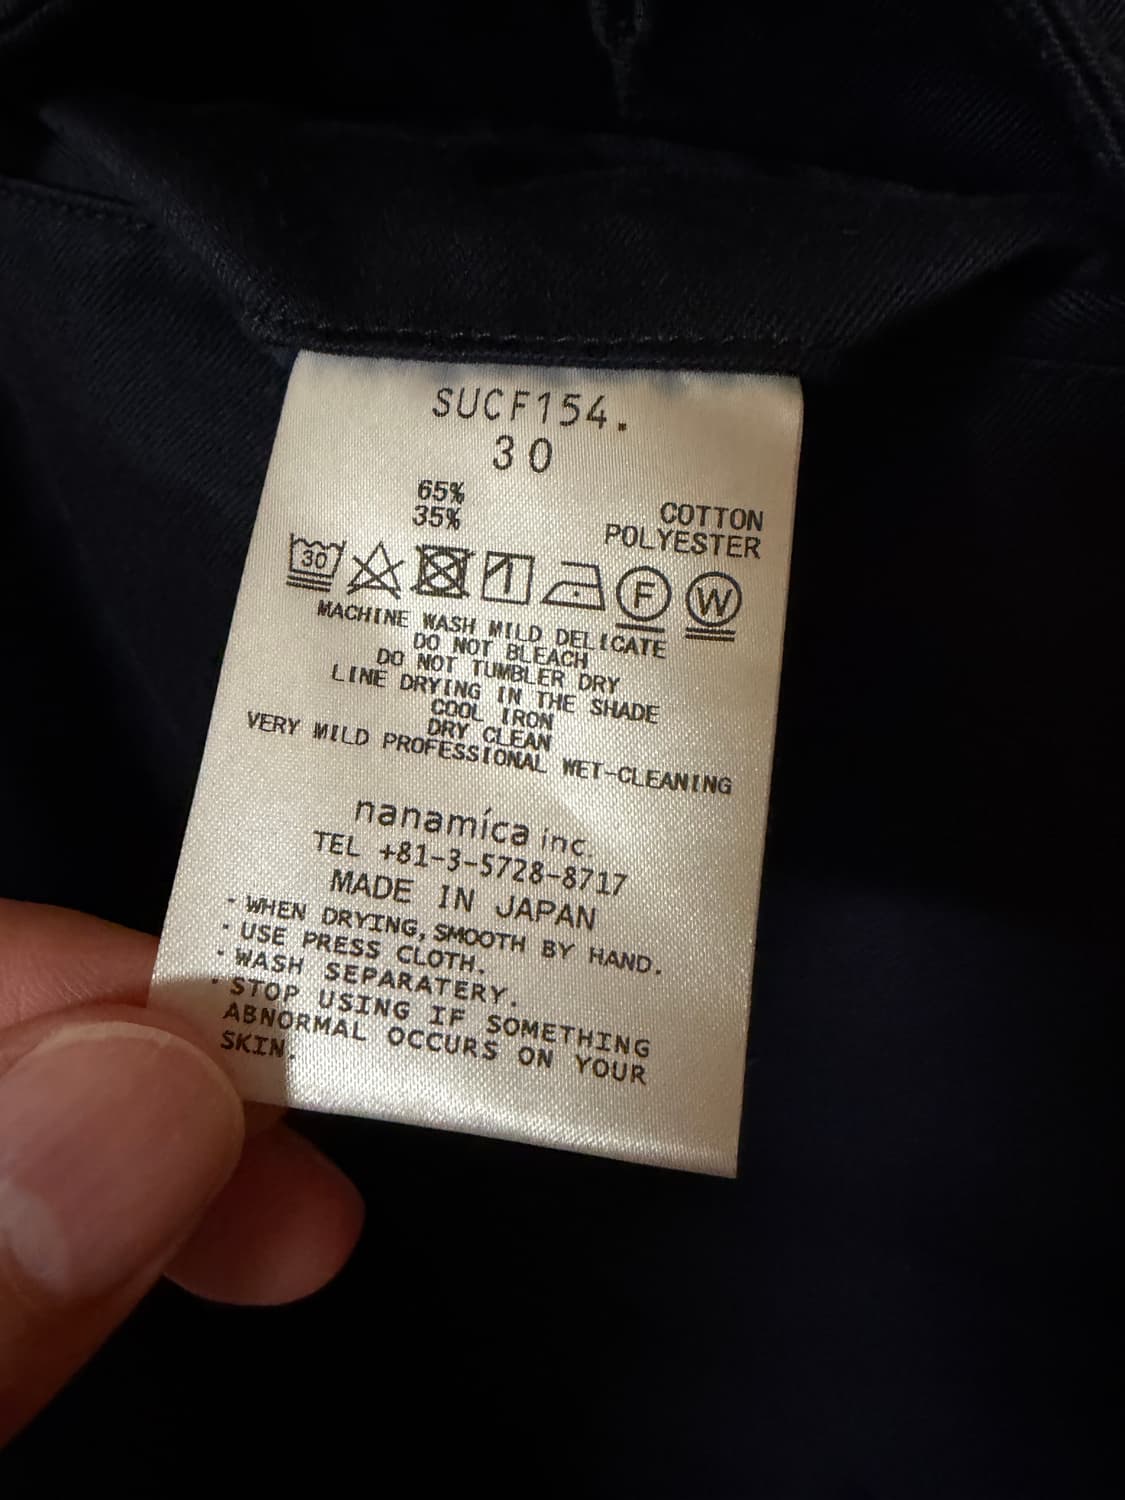 SUCF154.
30
65% COTTON
35% POLYESTER
30 F W
MACHINE WASH MILD DELICATE
DO NOT BLEACH
DO NOT TUMBLER DRY
LINE DRYING IN THE SHADE
COOL IRON
DRY CLEAN
VERY MILD PROFESSIONAL WET-CLEANING
nanamíca inc.
TEL +81-3-5728-8717
MADE IN JAPAN
・WHEN DRYING, SMOOTH BY HAND.
・USE PRESS CLOTH.
・WASH SEPARATERY.
・STOP USING IF SOMETHING
ABNORMAL OCCURS ON YOUR
SKIN.